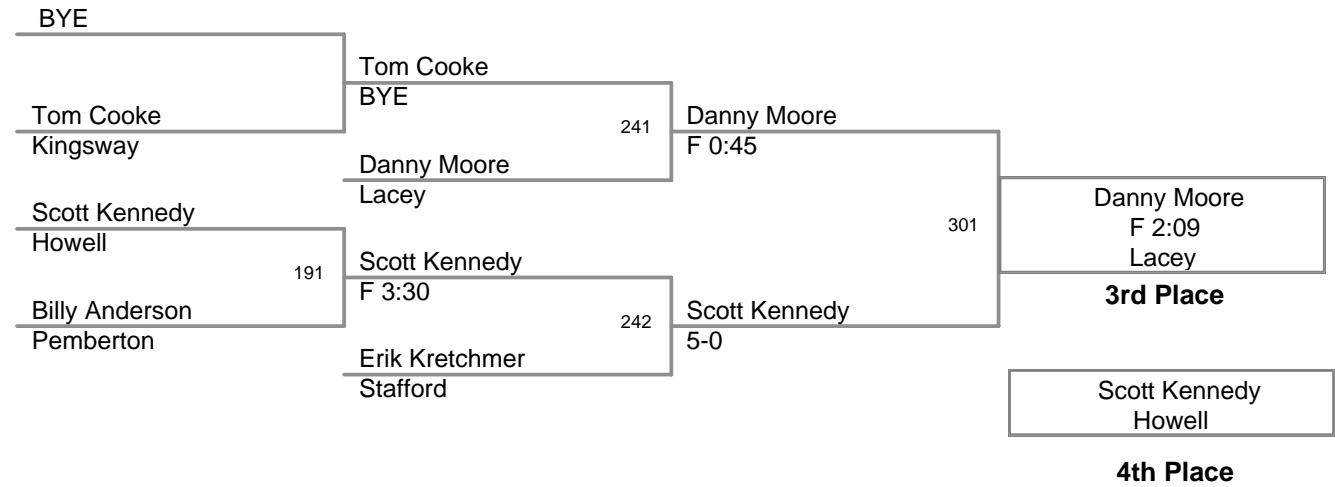 BYE
Tom Cooke
BYE
Tom Cooke
Kingsway
241
Danny Moore
F 0:45
Danny Moore
Lacey
Scott Kennedy
Howell
301
Danny Moore
F 2:09
Lacey
3rd Place
191
Scott Kennedy
F 3:30
Billy Anderson
Pemberton
242
Scott Kennedy
5-0
Erik Kretchmer
Stafford
Scott Kennedy
Howell
4th Place